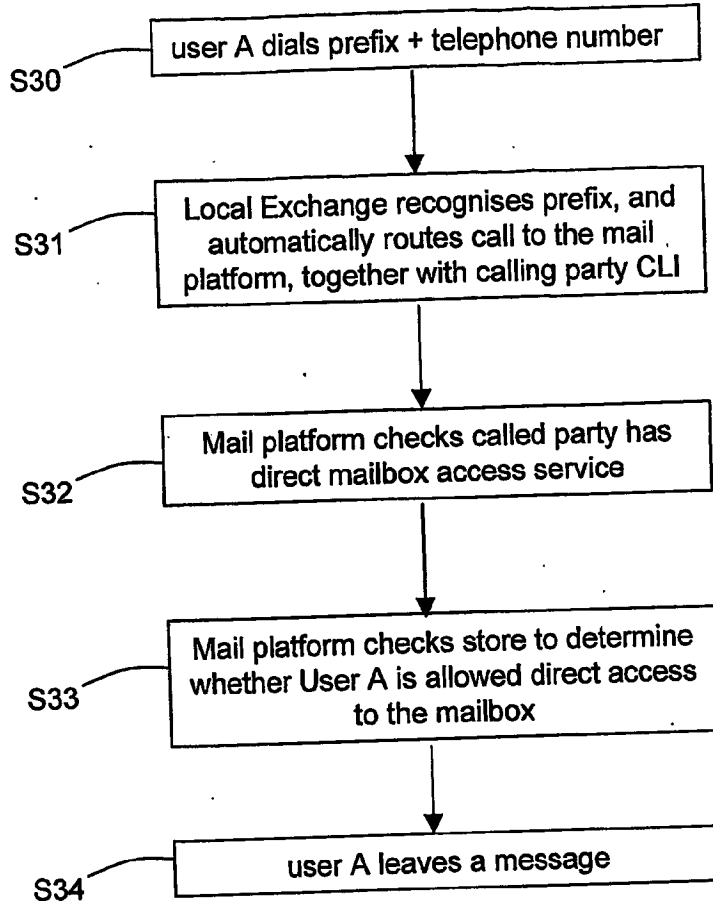 user A dials prefix + telephone number
S30
Local Exchange recognises prefix, and
automatically routes call to the mail
platform, together with calling party CLI
S31
Mail platform checks called party has
direct mailbox access service
S32
Mail platform checks store to determine
whether User A is allowed direct access
to the mailbox
S33
user A leaves a message
S34